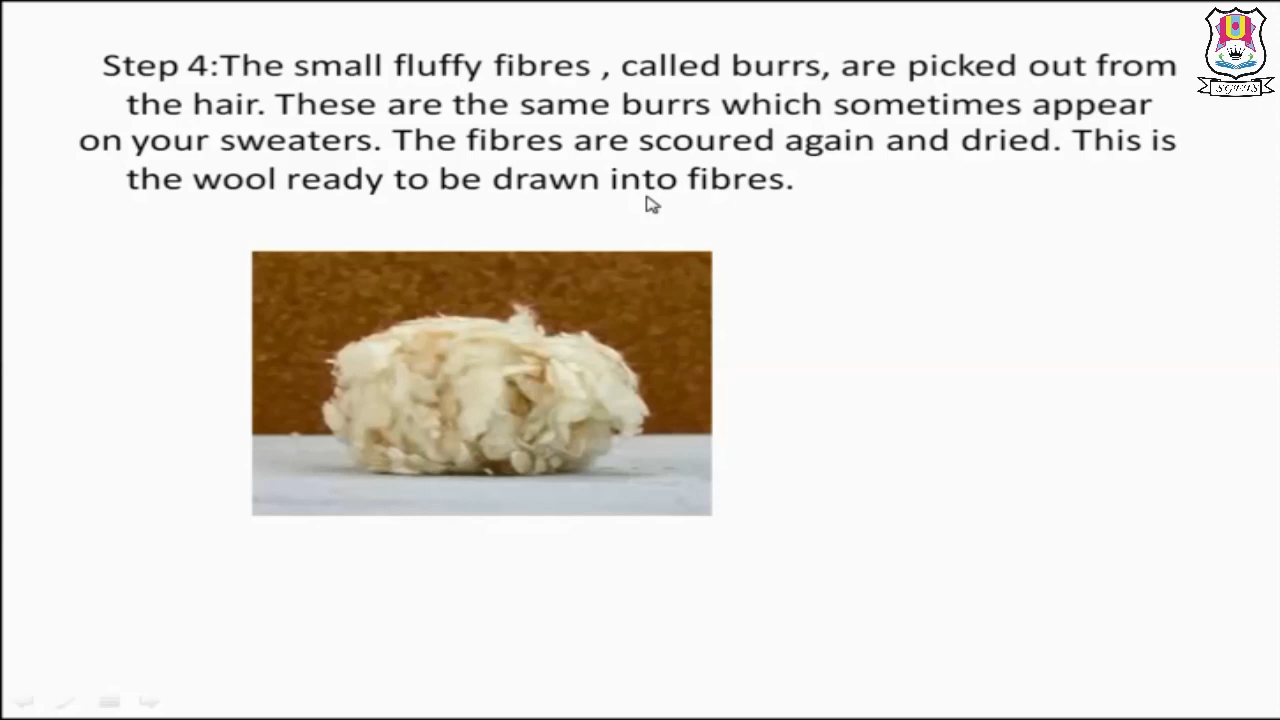 Step 4:The small fluffy fibres , called burrs, are picked out from
the hair. These are the same burrs which sometimes appear
on your sweaters. The fibres are scoured again and dried. This is
the wool ready to be drawn into fibres.